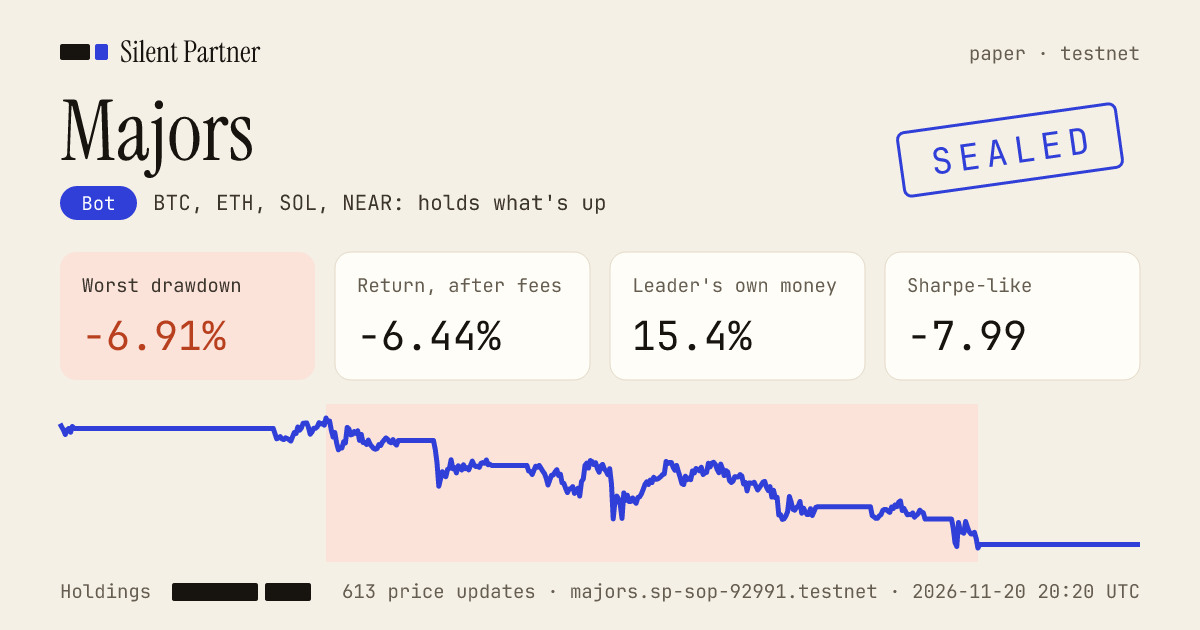 Silent Partner
paper · testnet
Majors
SEALED
Bot
BTC, ETH, SOL, NEAR: holds what's up
Worst drawdown
-6.91%
Return, after fees
-6.44%
Leader's own money
15.4%
Sharpe-like
-7.99
Holdings
613 price updates · majors.sp-sop-92991.testnet · 2026-11-20 20:20 UTC